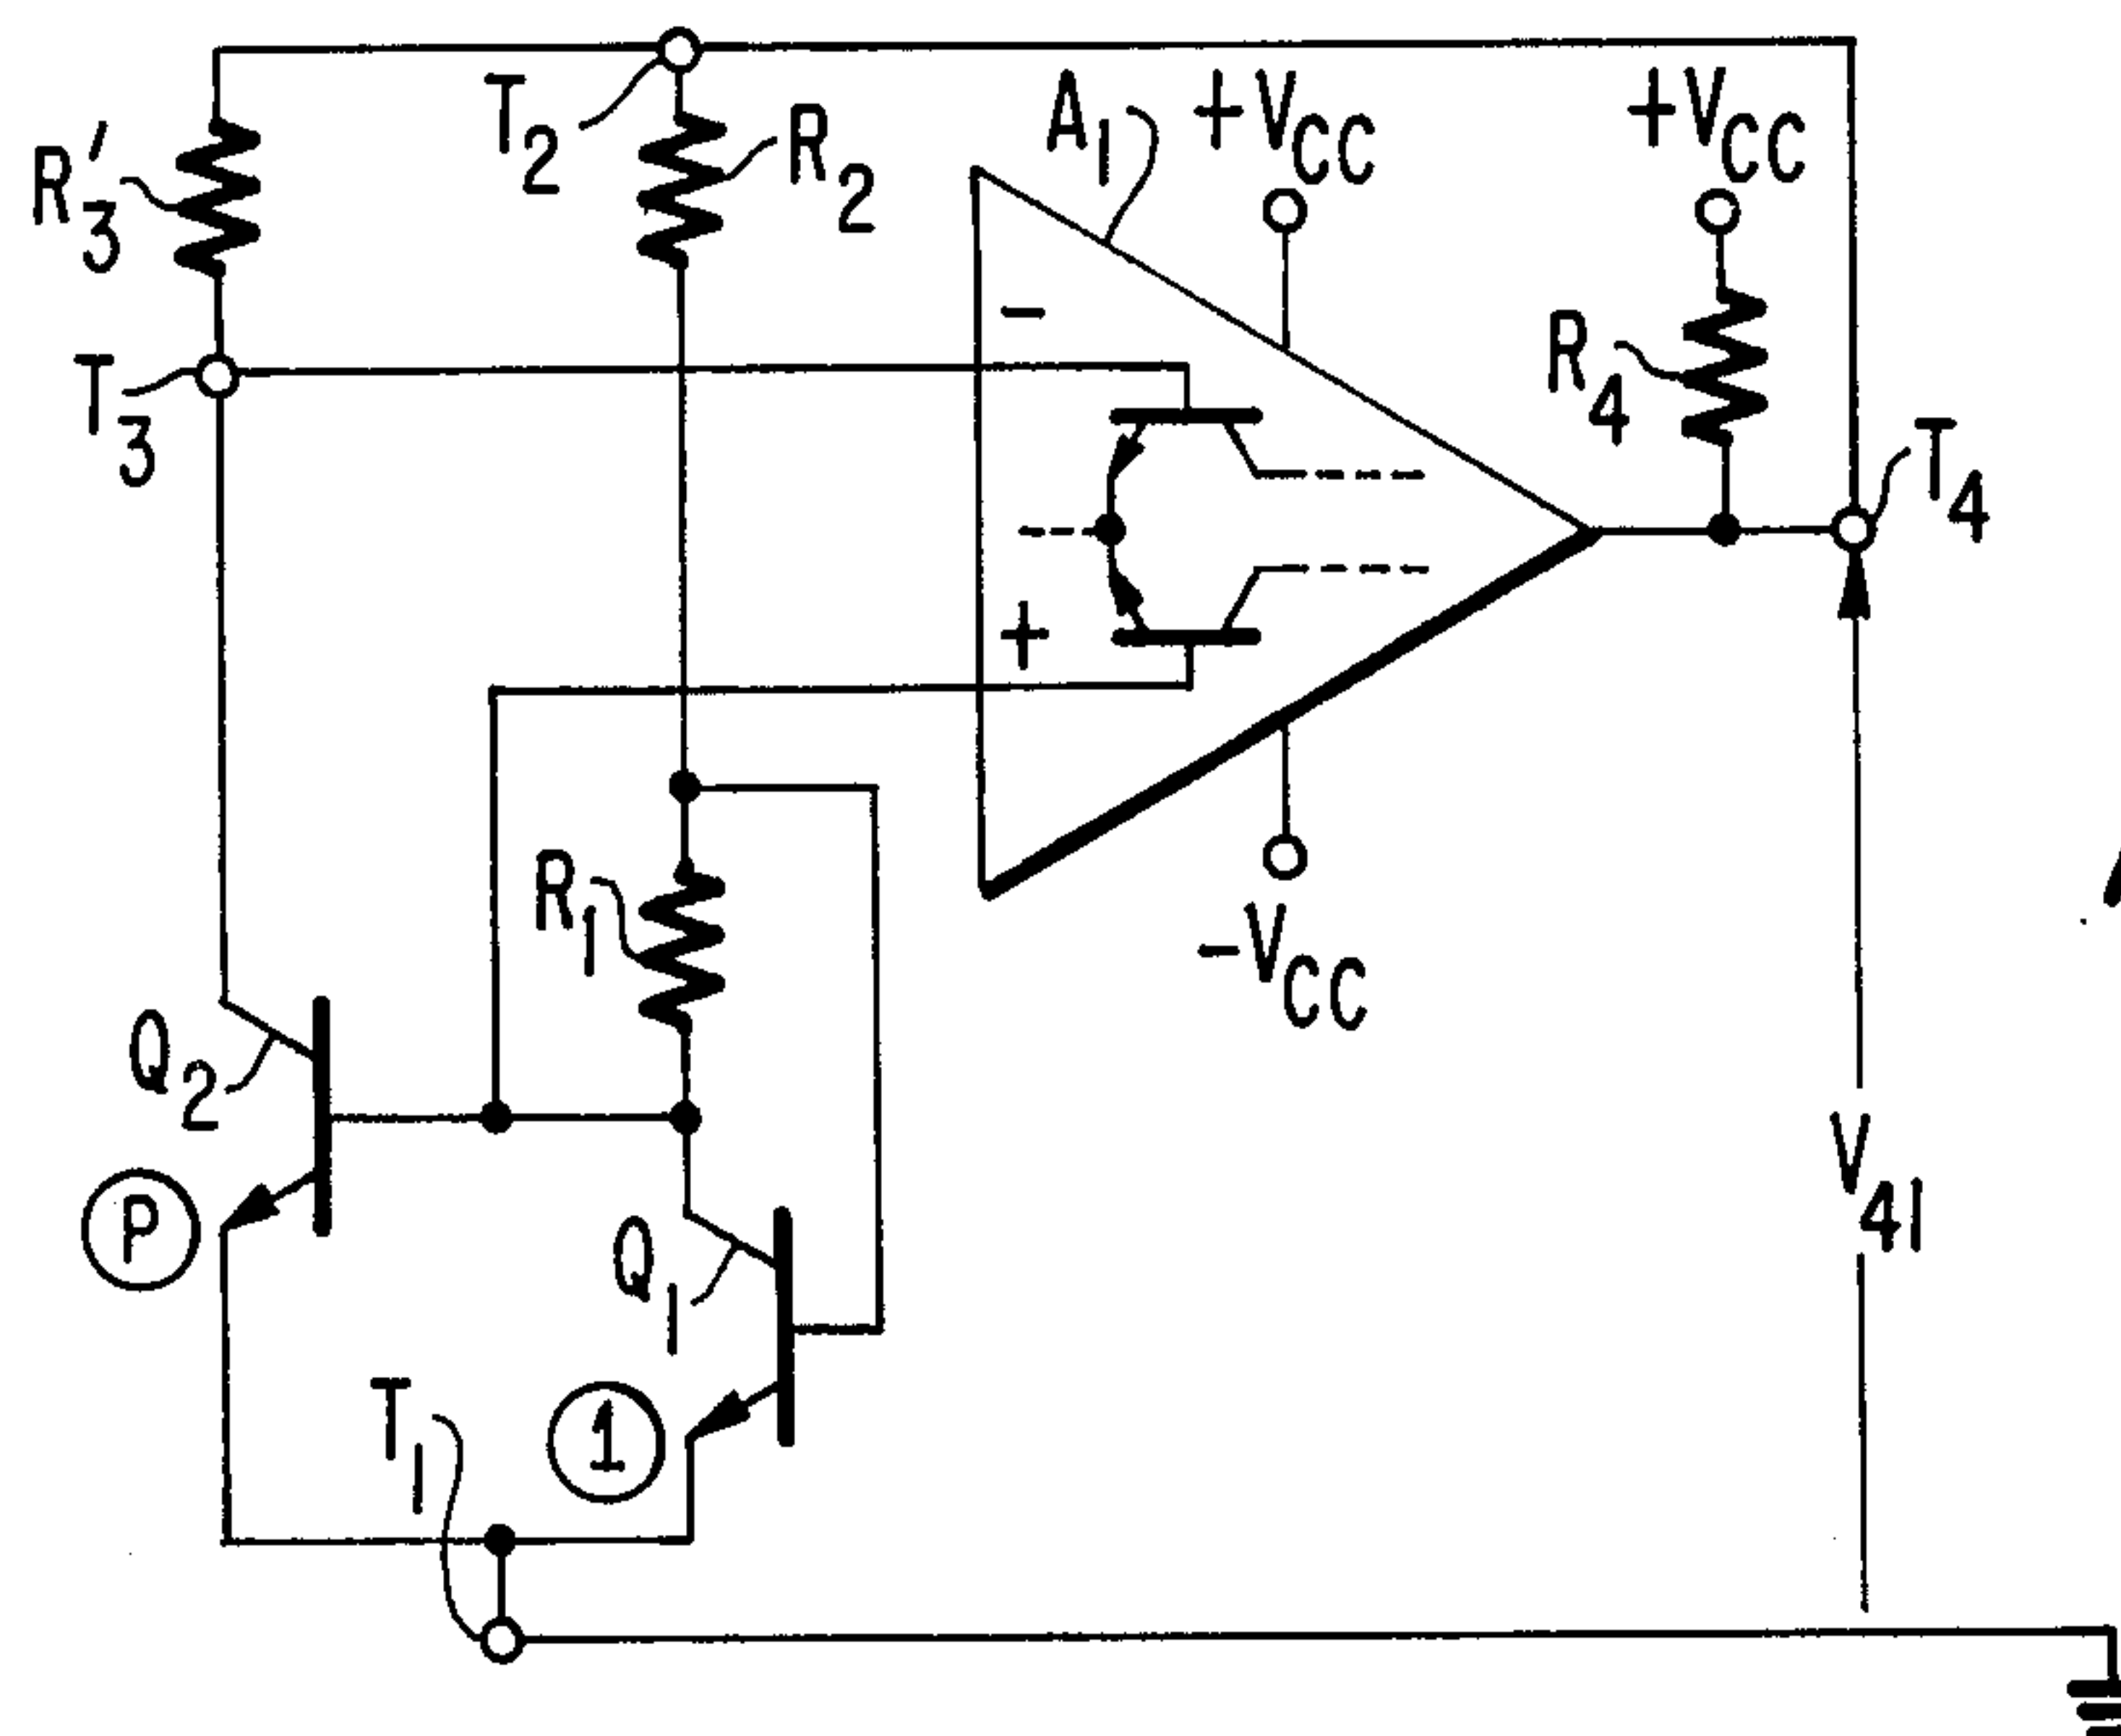 T2
R2
A1
+VCC
+VCC
R'3
-
R4
T3
T4
+
R1
-VCC
Q2
V41
P
Q1
T1
1